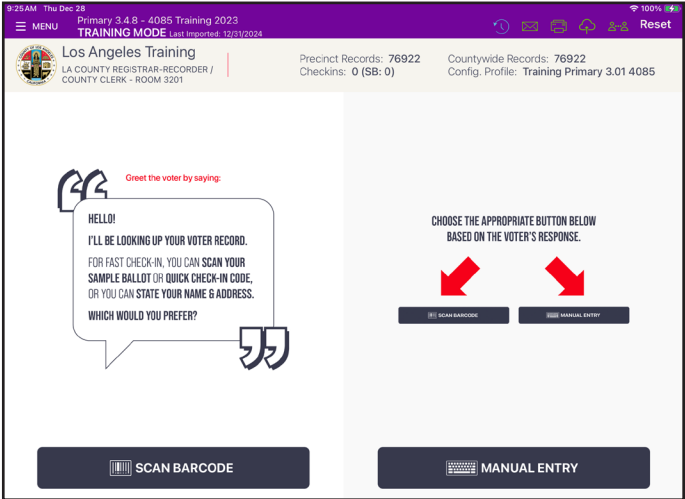 9:25 AM Thu Dec 28
100%
MENU
Primary 3.4.8 - 4085 Training 2023
TRAINING MODE Last Imported: 12/31/2024
Reset
Los Angeles Training
LA COUNTY REGISTRAR-RECORDER /
COUNTY CLERK - ROOM 3201
Precinct Records: 76922
Checkins: 0 (SB: 0)
Countywide Records: 76922
Config. Profile: Training Primary 3.01 4085
Greet the voter by saying:
HELLO!
I'LL BE LOOKING UP YOUR VOTER RECORD.
FOR FAST CHECK-IN, YOU CAN SCAN YOUR
SAMPLE BALLOT OR QUICK CHECK-IN CODE,
OR YOU CAN STATE YOUR NAME & ADDRESS.
WHICH WOULD YOU PREFER?
CHOOSE THE APPROPRIATE BUTTON BELOW
BASED ON THE VOTER'S RESPONSE.
SCAN BARCODE
MANUAL ENTRY
SCAN BARCODE
MANUAL ENTRY